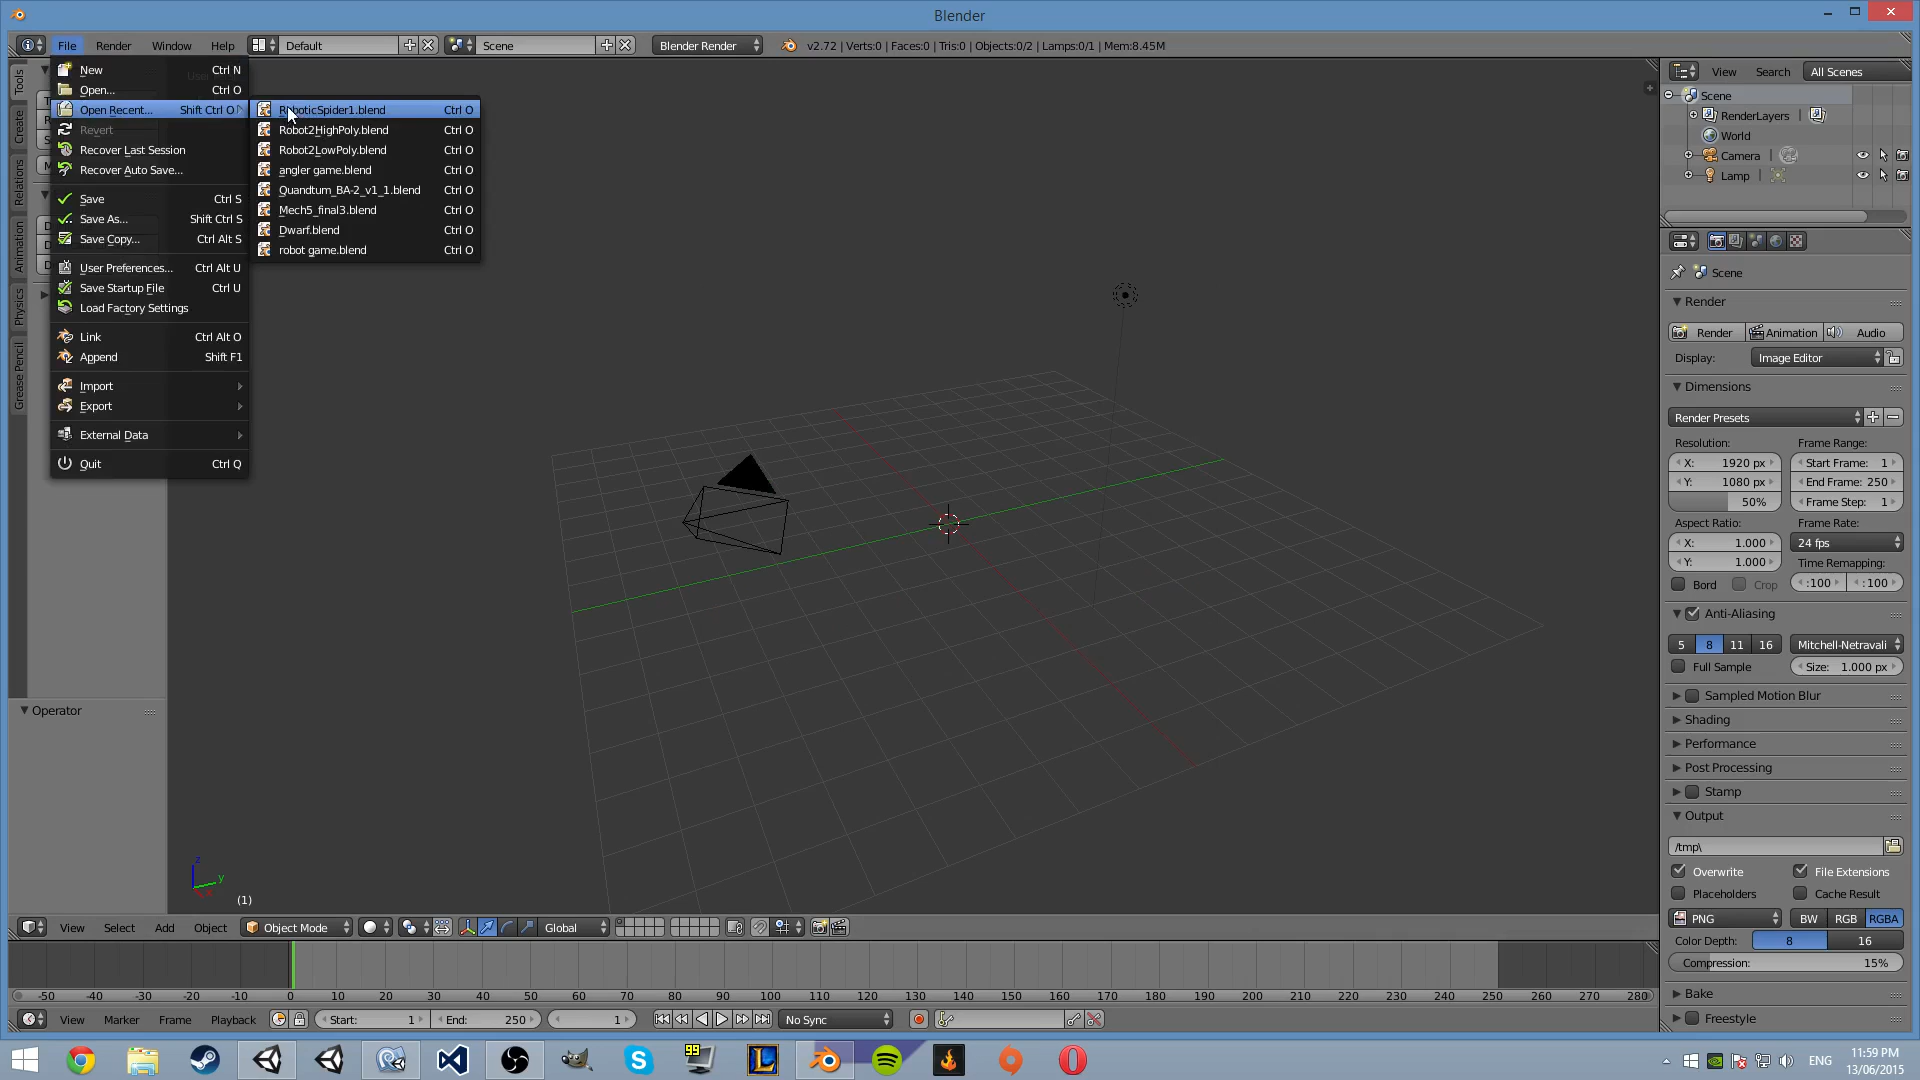 Blender
File Render Window Help Default Scene Blender Render v2.72 | Verts:0 | Faces:0 | Tris:0 | Objects:0/2 | Lamps:0/1 | Mem:8.45M
New Ctrl N
Open... Ctrl O
Open Recent... Shift Ctrl O
Revert
Recover Last Session
Recover Auto Save...
Save Ctrl S
Save As... Shift Ctrl S
Save Copy... Ctrl Alt S
User Preferences... Ctrl Alt U
Save Startup File Ctrl U
Load Factory Settings
Link Ctrl Alt O
Append Shift F1
Import
Export
External Data
Quit Ctrl Q
RoboticSpider1.blend Ctrl O
Robot2HighPoly.blend Ctrl O
Robot2LowPoly.blend Ctrl O
angler game.blend Ctrl O
Quandtum_BA-2_v1_1.blend Ctrl O
Mech5_final3.blend Ctrl O
Dwarf.blend Ctrl O
robot game.blend Ctrl O
Tools
Create
Relations
Animation
Physics
Grease Pencil
Operator
z
y
(1)
View Select Add Object Object Mode Global
-50 -40 -30 -20 -10 0 10 20 30 40 50 60 70 80 90 100 110 120 130 140 150 160 170 180 190 200 210 220 230 240 250 260 270 280
View Marker Frame Playback Start: 1 End: 250 1 No Sync
View Search All Scenes
Scene
RenderLayers
World
Camera
Lamp
Scene
Render
Render Animation Audio
Display: Image Editor
Dimensions
Render Presets
Resolution: Frame Range:
X: 1920 px Start Frame: 1
Y: 1080 px End Frame: 250
50% Frame Step: 1
Aspect Ratio: Frame Rate:
X: 1.000 24 fps
Y: 1.000 Time Remapping:
Bord Crop :100 :100
Anti-Aliasing
5 8 11 16 Mitchell-Netravali
Full Sample Size: 1.000 px
Sampled Motion Blur
Shading
Performance
Post Processing
Stamp
Output
/tmp\
Overwrite File Extensions
Placeholders Cache Result
PNG BW RGB RGBA
Color Depth: 8 16
Compression: 15%
Bake
Freestyle
99
ENG
11:59 PM
13/06/2015